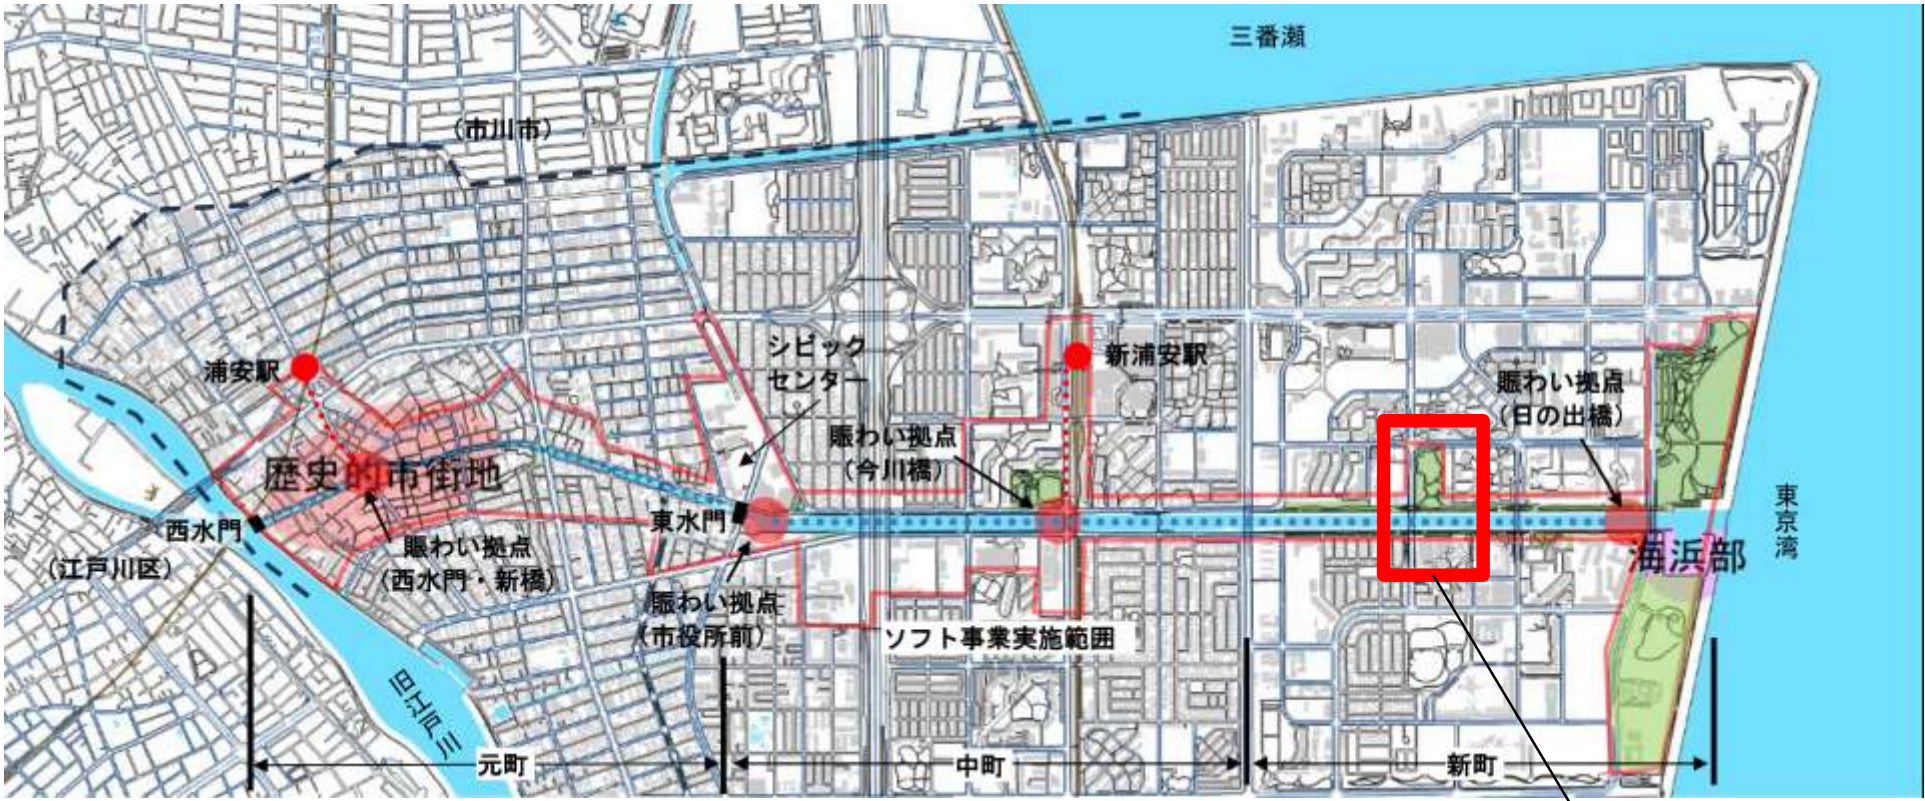 三番瀬
(市川市)
シビック
センター
浦安駅
新浦安駅
賑わい拠点
(日の出橋)
賑わい拠点
(今川橋)
歴史的市街地
西水門
東水門
東京湾
(江戸川区)
賑わい拠点
(西水門・新橋)
海浜部
賑わい拠点
(市役所前)
ソフト事業実施範囲
旧江戸川
元町
中町
新町